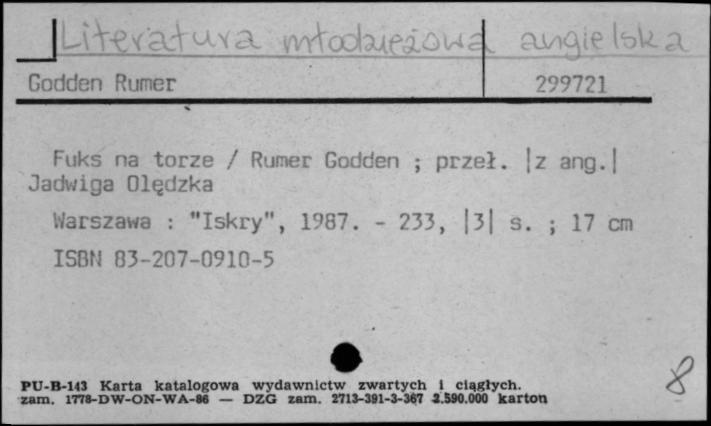 Literatura młodzieżowa angielska
Godden Rumer 299721
Fuks na torze / Rumer Godden ; przeł. |z ang.|
Jadwiga Olędzka
Warszawa : "Iskry", 1987. - 233, |3| s. ; 17 cm
ISBN 83-207-0910-5
PU-B-143 Karta katalogowa wydawnictw zwartych i ciągłych.
zam. 1778-DW-ON-WA-86 — DZG zam. 2713-391-3-367 2.590.000 karton
8